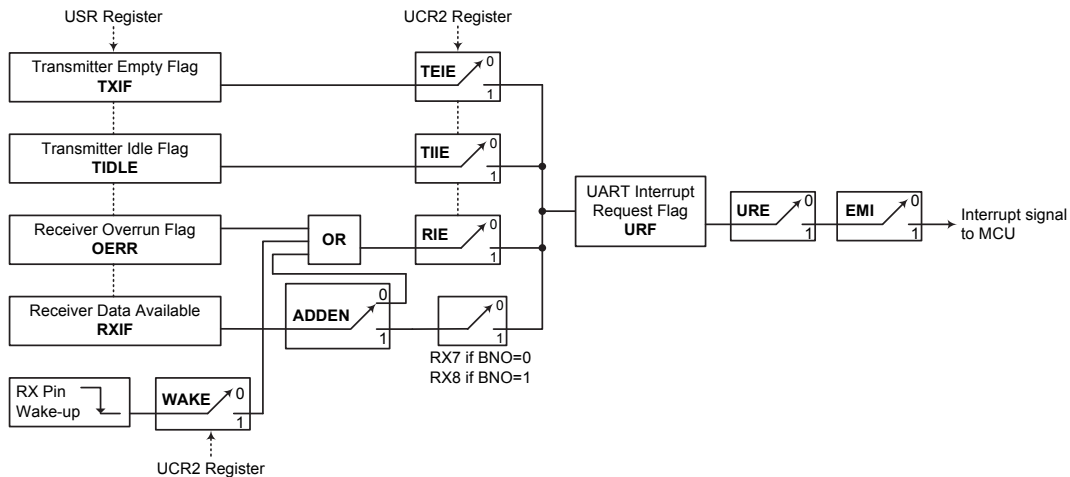 USR Register
UCR2 Register
Transmitter Empty Flag
TXIF
TEIE
0
1
Transmitter Idle Flag
TIDLE
TIIE
0
1
UART Interrupt
Request Flag
URF
URE
0
1
EMI
0
1
Interrupt signal
to MCU
Receiver Overrun Flag
OERR
OR
RIE
0
1
Receiver Data Available
RXIF
ADDEN
0
1
0
1
RX7 if BNO=0
RX8 if BNO=1
RX Pin
Wake-up
WAKE
0
1
UCR2 Register